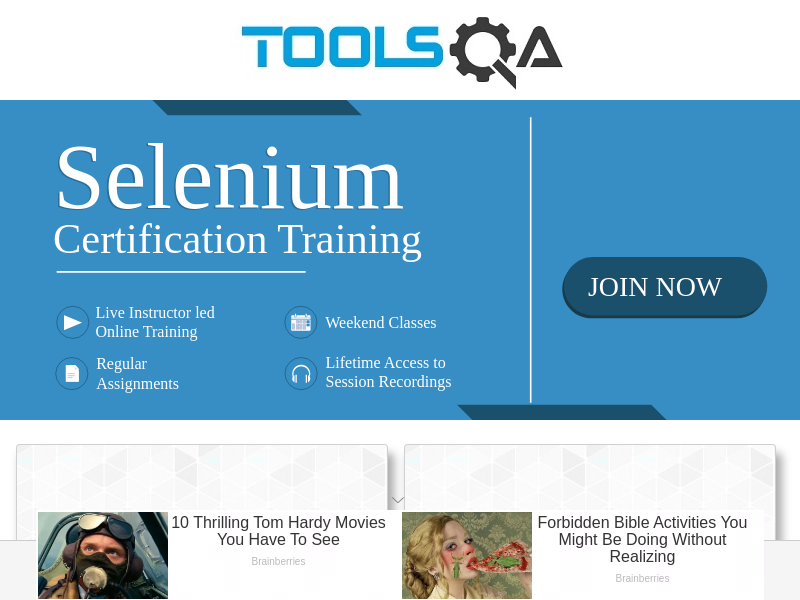 TOOLSQA
Selenium
Certification Training
Live Instructor led
Online Training
Weekend Classes
Regular
Assignments
Lifetime Access to
Session Recordings
JOIN NOW
10 Thrilling Tom Hardy Movies
You Have To See
Brainberries
Forbidden Bible Activities You
Might Be Doing Without
Realizing
Brainberries